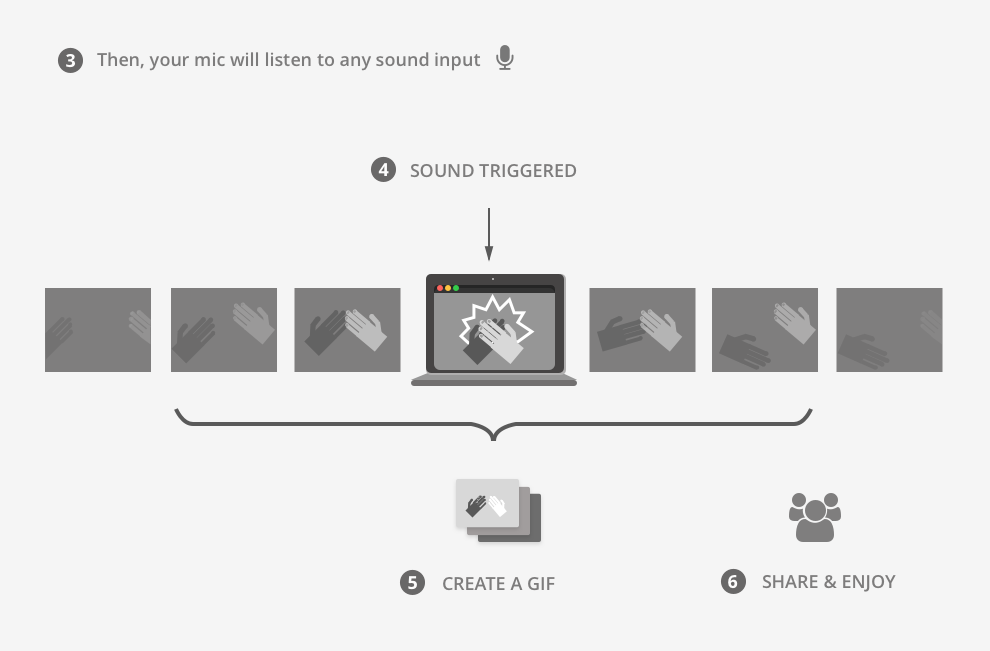 3 Then, your mic will listen to any sound input
4 SOUND TRIGGERED
5 CREATE A GIF
6 SHARE & ENJOY